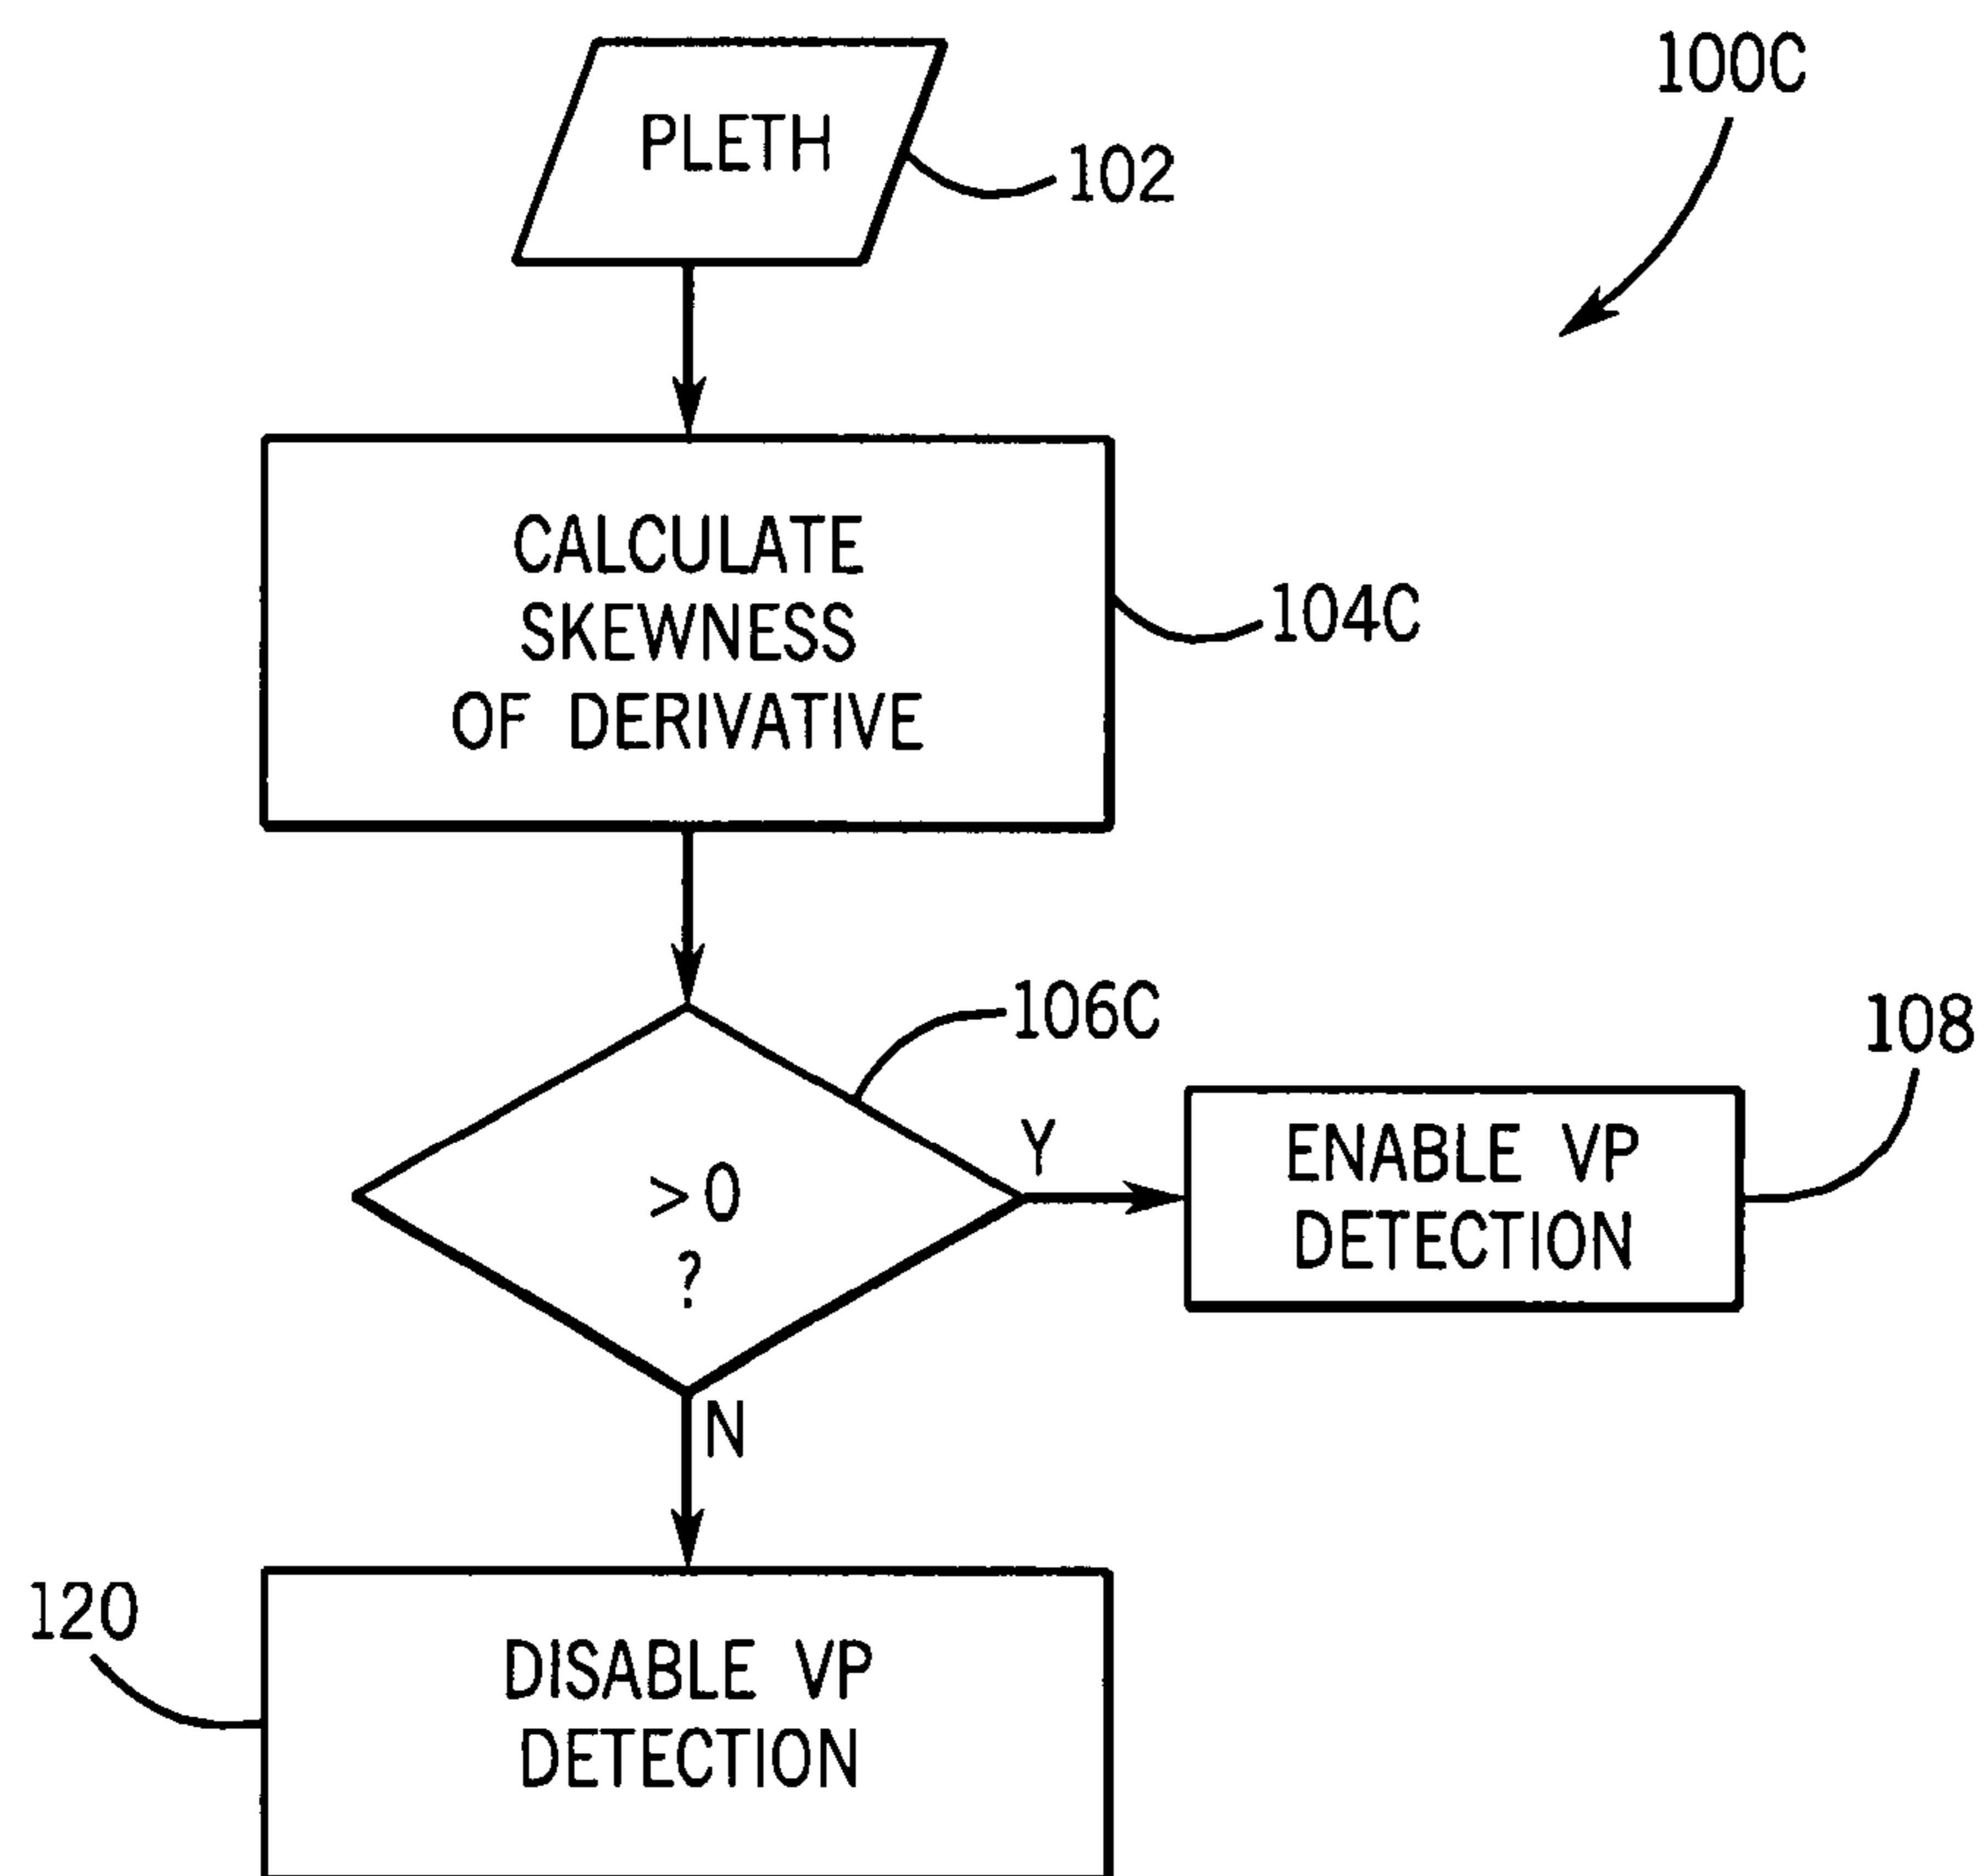 100C
PLETH
102
CALCULATE
SKEWNESS
OF DERIVATIVE
104C
106C
108
>0
?
Y
ENABLE VP
DETECTION
N
120
DISABLE VP
DETECTION